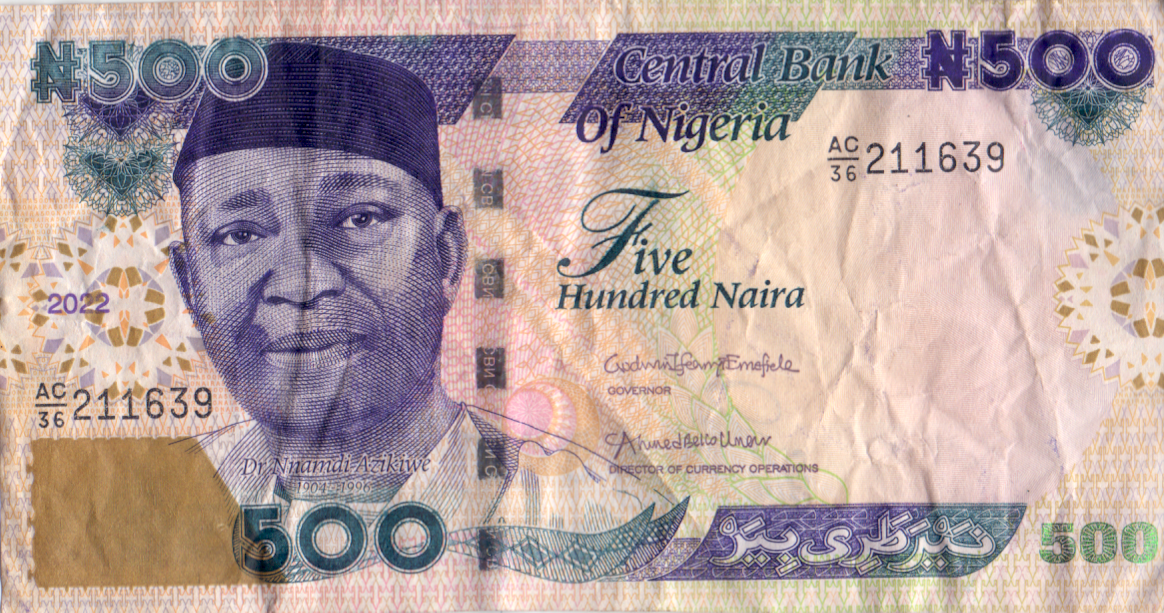 ₦500
Central Bank
Of Nigeria
₦500
AC/36 211639
Five
Hundred Naira
2022
GOVERNOR
AC/36 211639
Dr Nnamdi Azikiwe
1904 - 1996
DIRECTOR OF CURRENCY OPERATIONS
500
نَيْرَ طَرِى بِيَرْ
500